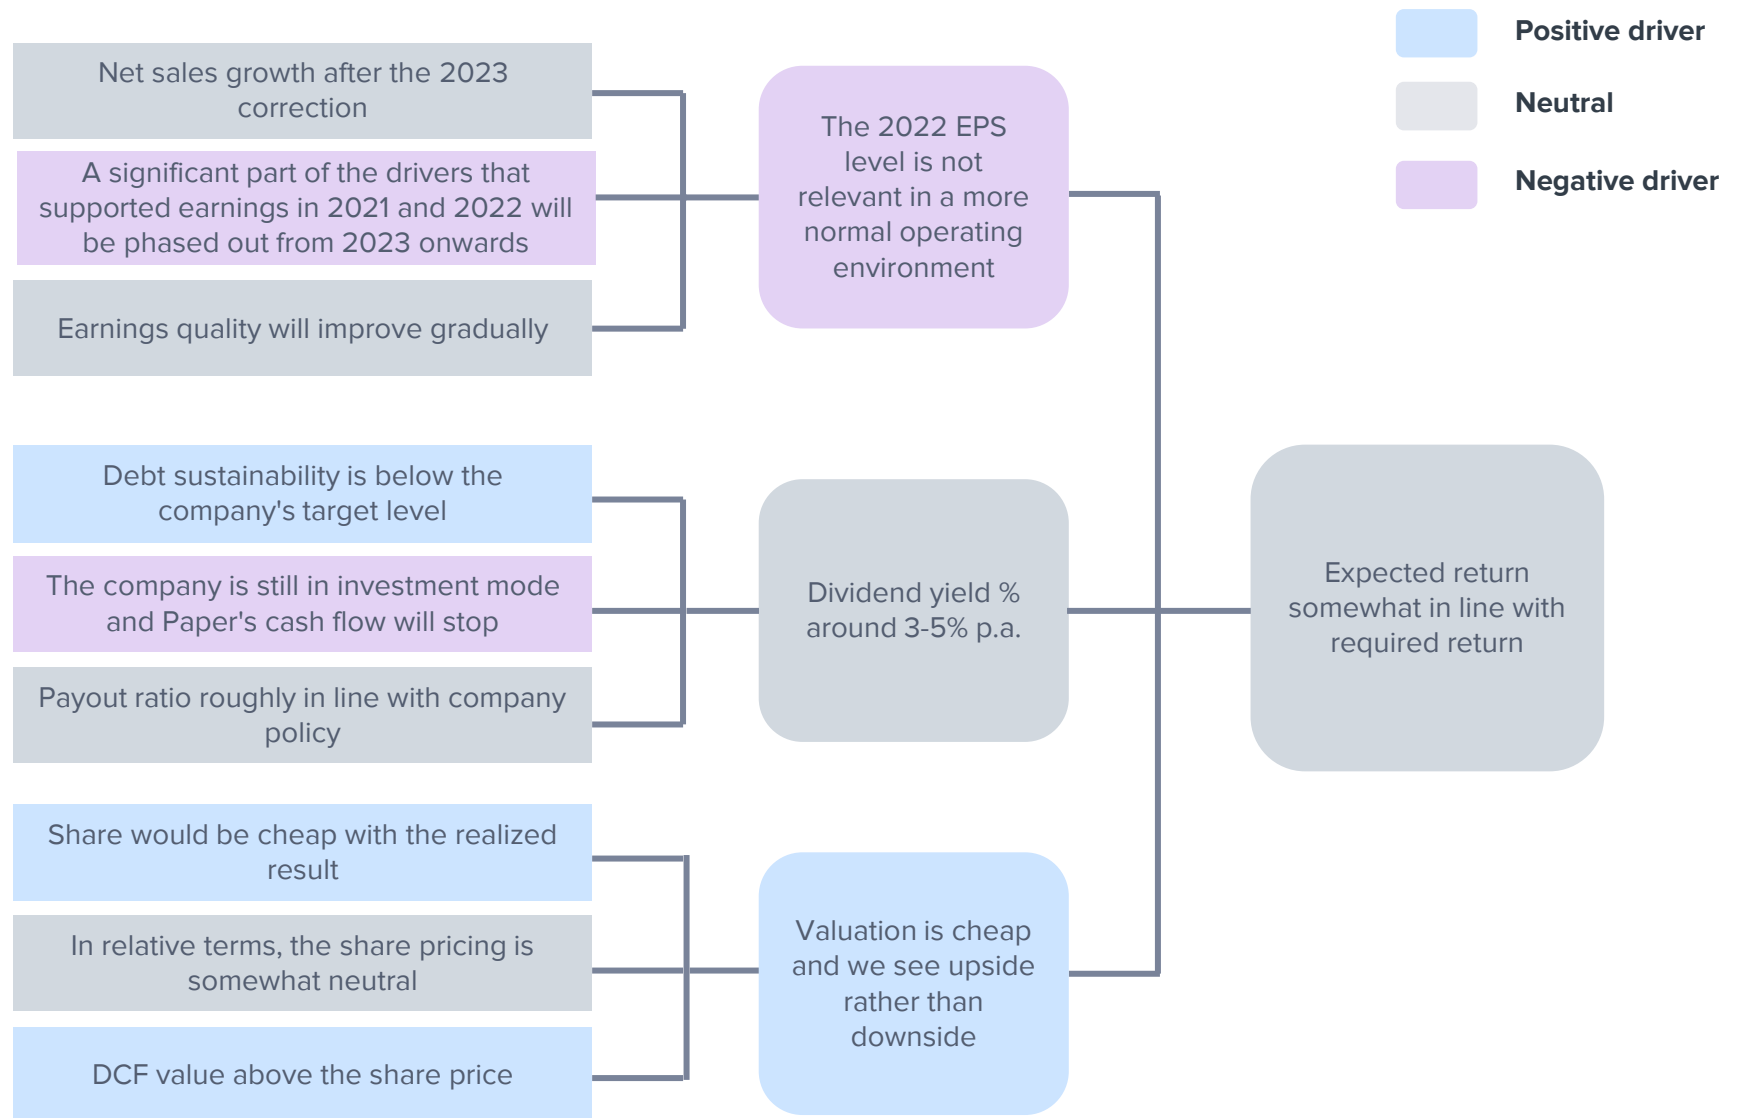 Positive driver
Neutral
Negative driver
Net sales growth after the 2023
correction
A significant part of the drivers that
supported earnings in 2021 and 2022 will
be phased out from 2023 onwards
Earnings quality will improve gradually
The 2022 EPS
level is not
relevant in a more
normal operating
environment
Debt sustainability is below the
company's target level
The company is still in investment mode
and Paper's cash flow will stop
Payout ratio roughly in line with company
policy
Dividend yield %
around 3-5% p.a.
Share would be cheap with the realized
result
In relative terms, the share pricing is
somewhat neutral
DCF value above the share price
Valuation is cheap
and we see upside
rather than
downside
Expected return
somewhat in line with
required return